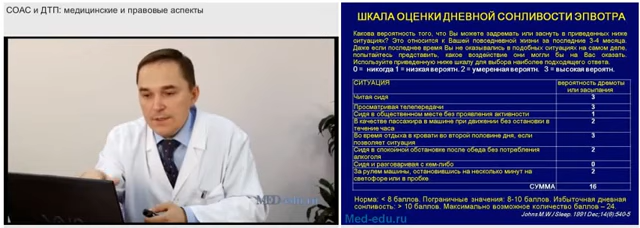 СОАС и ДТП: медицинские и правовые аспекты
MED-edu.ru
ШКАЛА ОЦЕНКИ ДНЕВНОЙ СОНЛИВОСТИ ЭПВОТРА
Какова вероятность того, что Вы можете задремать или заснуть в приведенных ниже
ситуациях? Это относится к Вашей повседневной жизни за последние 3-4 месяца.
Даже если последнее время Вы не оказывались в подобных ситуациях на самом деле,
попытайтесь представить, какое воздействие они могли бы на Вас оказать.
Используйте приведенную ниже шкалу для выбора наиболее подходящего ответа.
0 = никогда 1 = низкая вероятн. 2 = умеренная вероятн. 3 = высокая вероятн.
СИТУАЦИЯ вероятность дремоты
или засыпания
Читая сидя 3
Просматривая телепередачи 3
Сидя в общественном месте без проявления активности 1
В качестве пассажира в машине при движении без остановки в
течение часа 2
Во время отдыха в кровати во второй половине дня, если
позволяет ситуация 3
Сидя в спокойной обстановке после обеда без потребления
алкоголя 2
Сидя и разговаривая с кем-либо 0
За рулем машины, остановившись на несколько минут на
светофоре или в пробке 2
СУММА 16
Норма: < 8 баллов. Пограничные значения: 8-10 баллов. Избыточная дневная
сонливость: > 10 баллов. Максимально возможное количество баллов – 24.
Med-edu.ru
Johns M.W./ Sleep. 1991 Dec;14(6):540-5